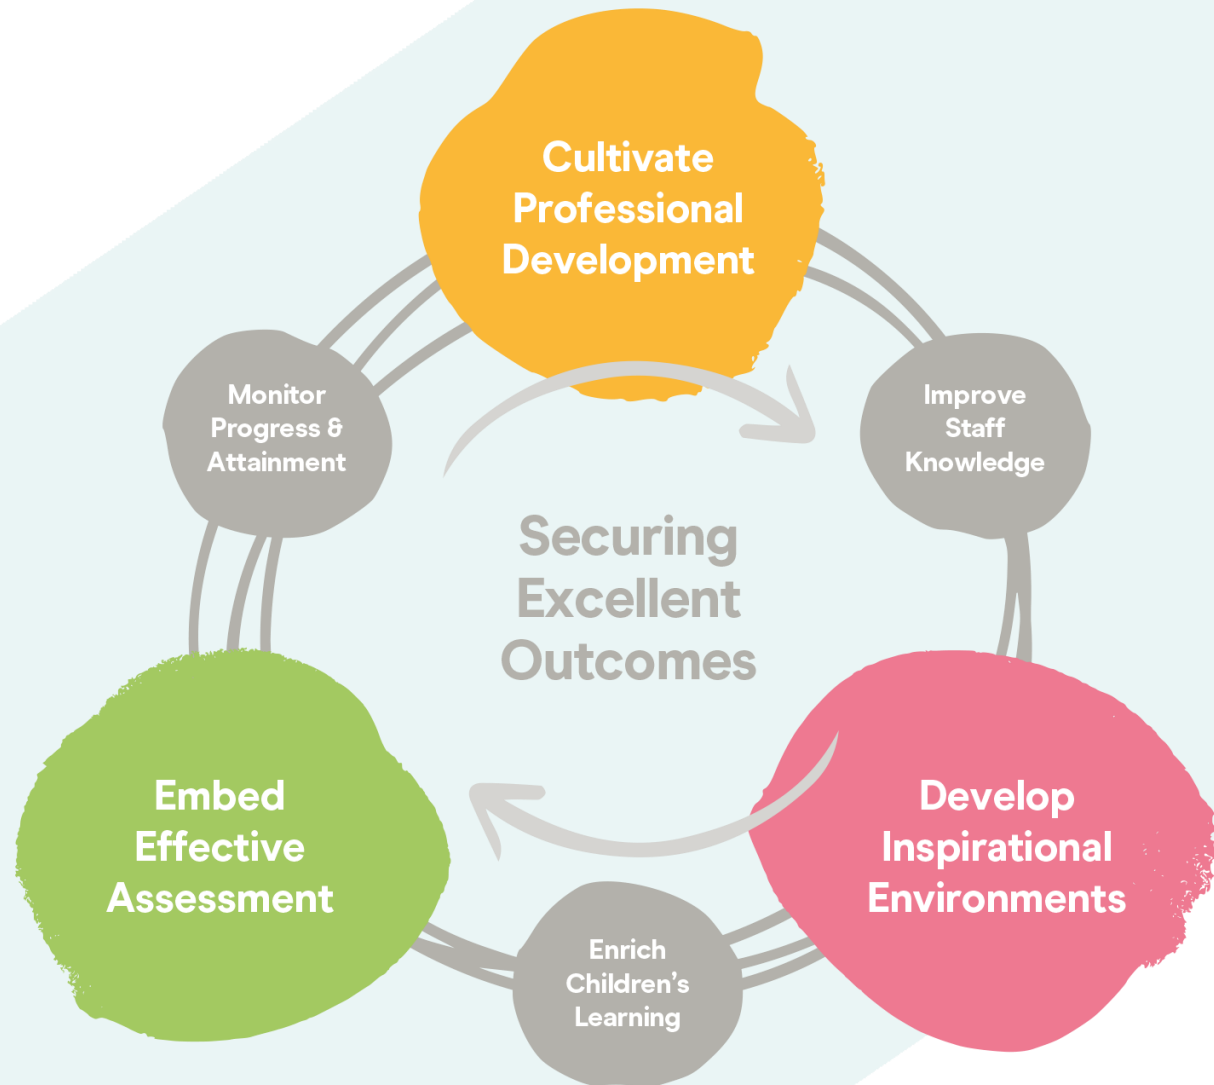 Cultivate
Professional
Development
Monitor
Progress &
Attainment
Improve
Staff
Knowledge
Securing
Excellent
Outcomes
Embed
Effective
Assessment
Develop
Inspirational
Environments
Enrich
Children’s
Learning